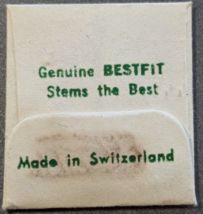 Genuine BESTFIT
Stems the Best
Made in Switzerland